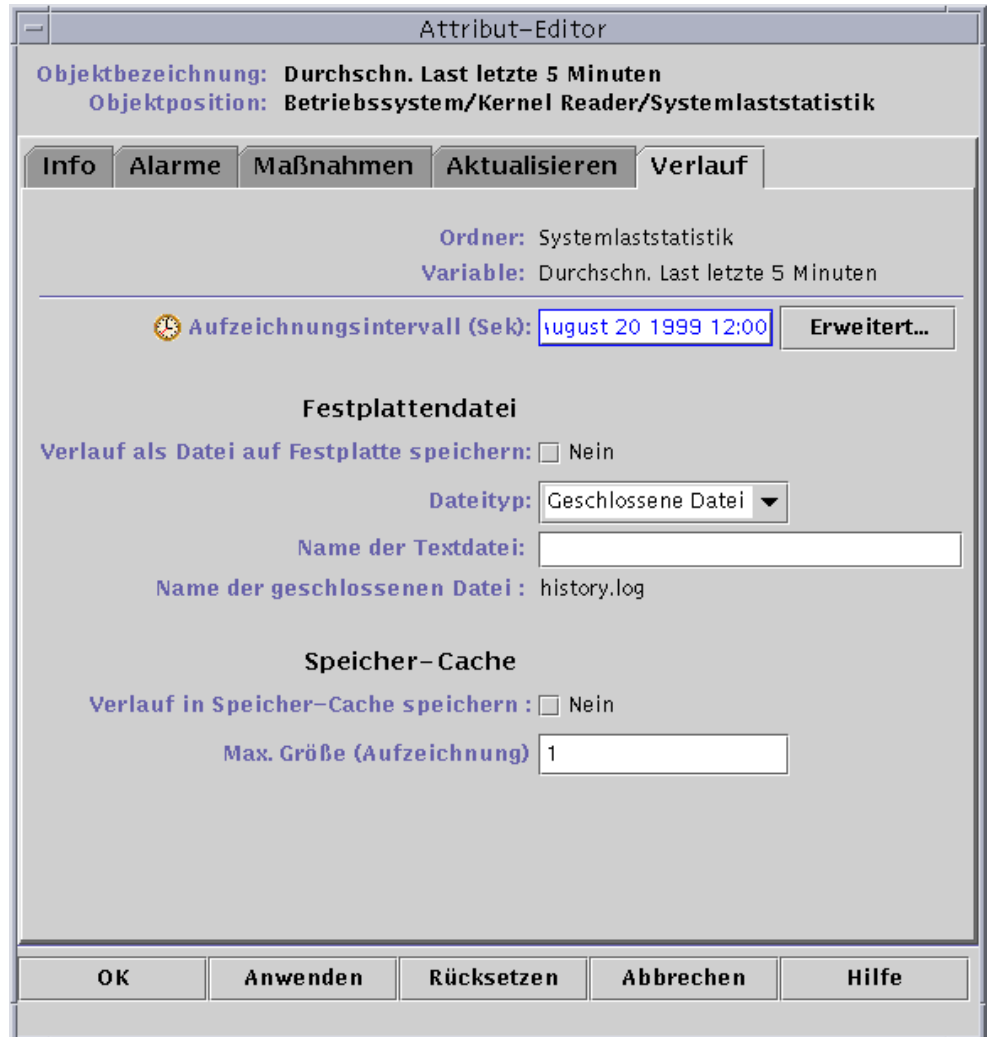 Attribut-Editor
Objektbezeichnung: Durchschn. Last letzte 5 Minuten
Objektposition: Betriebssystem/Kernel Reader/Systemlaststatistik
Info Alarme Maßnahmen Aktualisieren Verlauf
Ordner: Systemlaststatistik
Variable: Durchschn. Last letzte 5 Minuten
Aufzeichnungsintervall (Sek): ugust 20 1999 12:00 Erweitert...
Festplattendatei
Verlauf als Datei auf Festplatte speichern: Nein
Dateityp: Geschlossene Datei
Name der Textdatei:
Name der geschlossenen Datei : history.log
Speicher-Cache
Verlauf in Speicher-Cache speichern : Nein
Max. Größe (Aufzeichnung) 1
OK Anwenden Rücksetzen Abbrechen Hilfe